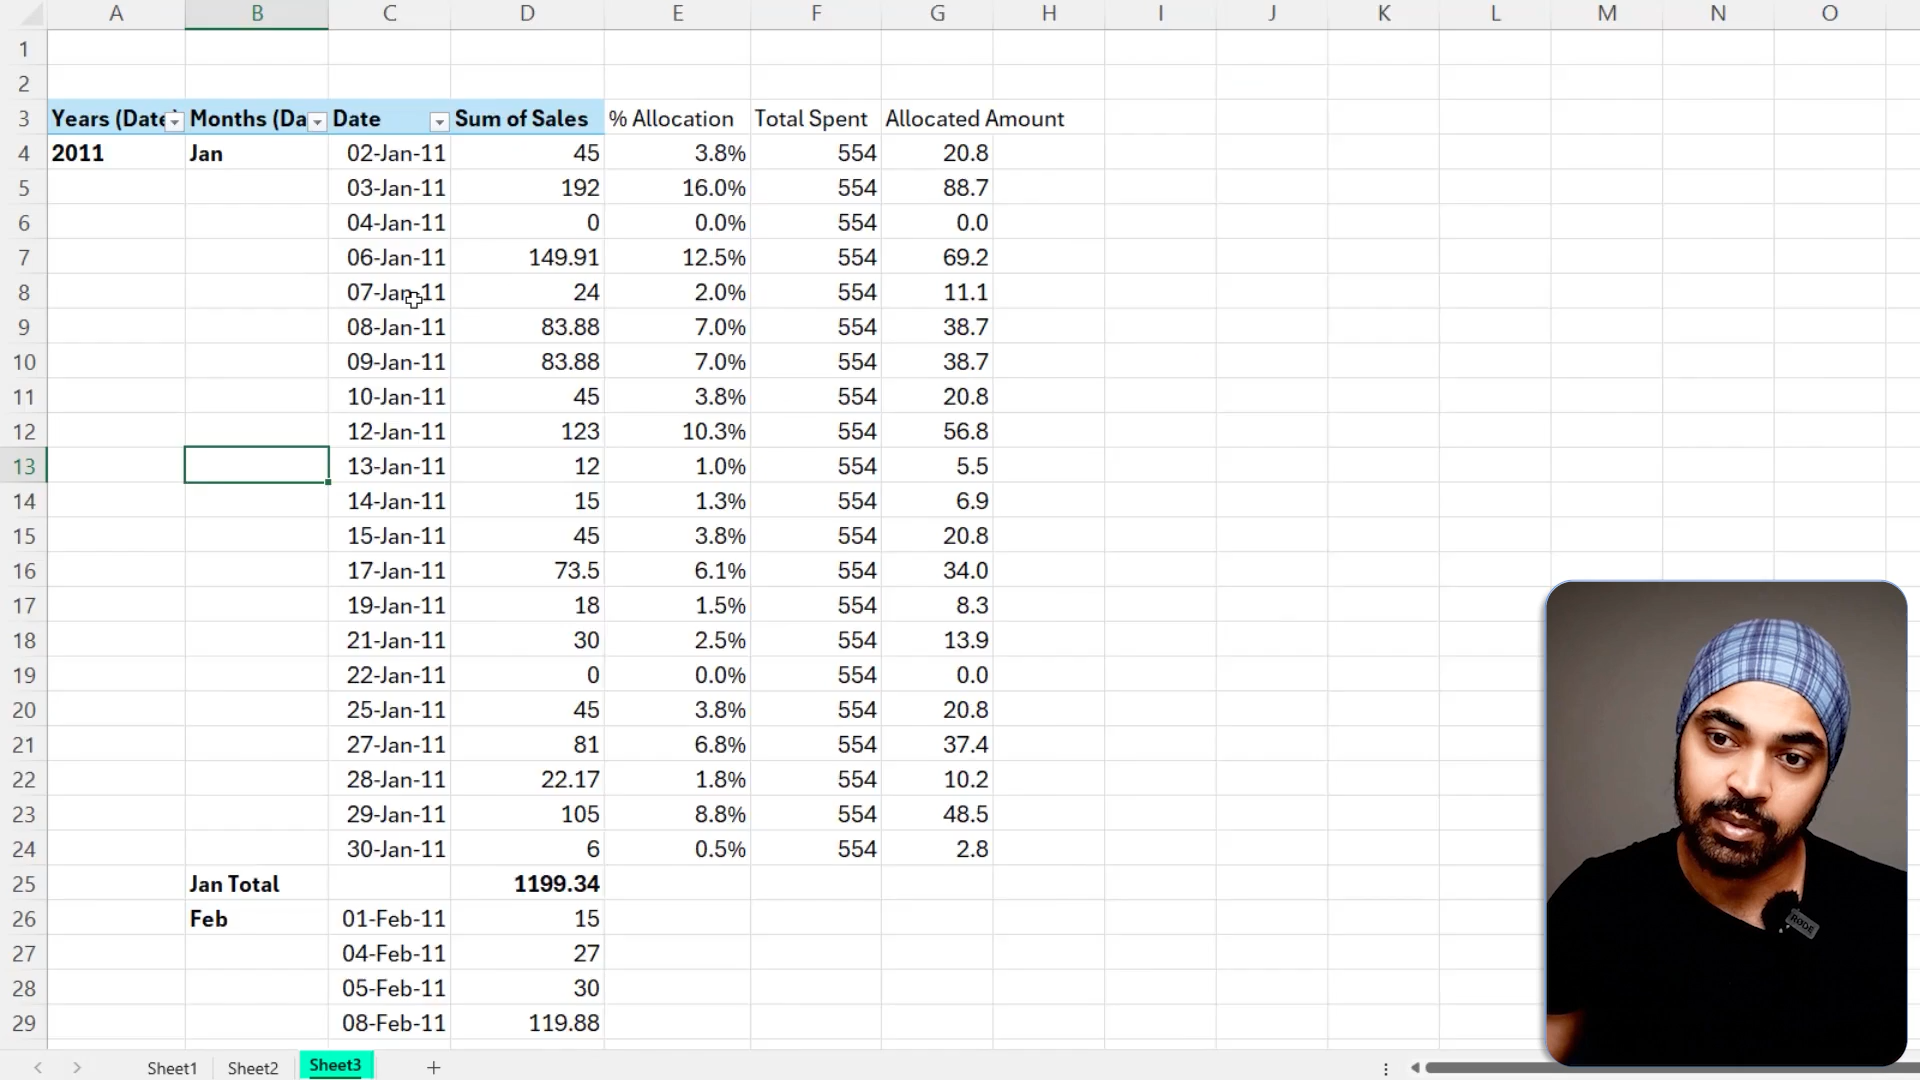 A B C D E F G H I J K L M N O
1
2
3 Years (Date) Months (Da Date Sum of Sales % Allocation Total Spent Allocated Amount
4 2011 Jan 02-Jan-11 45 3.8% 554 20.8
5 03-Jan-11 192 16.0% 554 88.7
6 04-Jan-11 0 0.0% 554 0.0
7 06-Jan-11 149.91 12.5% 554 69.2
8 07-Jan-11 24 2.0% 554 11.1
9 08-Jan-11 83.88 7.0% 554 38.7
10 09-Jan-11 83.88 7.0% 554 38.7
11 10-Jan-11 45 3.8% 554 20.8
12 12-Jan-11 123 10.3% 554 56.8
13 13-Jan-11 12 1.0% 554 5.5
14 14-Jan-11 15 1.3% 554 6.9
15 15-Jan-11 45 3.8% 554 20.8
16 17-Jan-11 73.5 6.1% 554 34.0
17 19-Jan-11 18 1.5% 554 8.3
18 21-Jan-11 30 2.5% 554 13.9
19 22-Jan-11 0 0.0% 554 0.0
20 25-Jan-11 45 3.8% 554 20.8
21 27-Jan-11 81 6.8% 554 37.4
22 28-Jan-11 22.17 1.8% 554 10.2
23 29-Jan-11 105 8.8% 554 48.5
24 30-Jan-11 6 0.5% 554 2.8
25 Jan Total 1199.34
26 Feb 01-Feb-11 15
27 04-Feb-11 27
28 05-Feb-11 30
29 08-Feb-11 119.88
Sheet1 Sheet2 Sheet3 +
RØDE